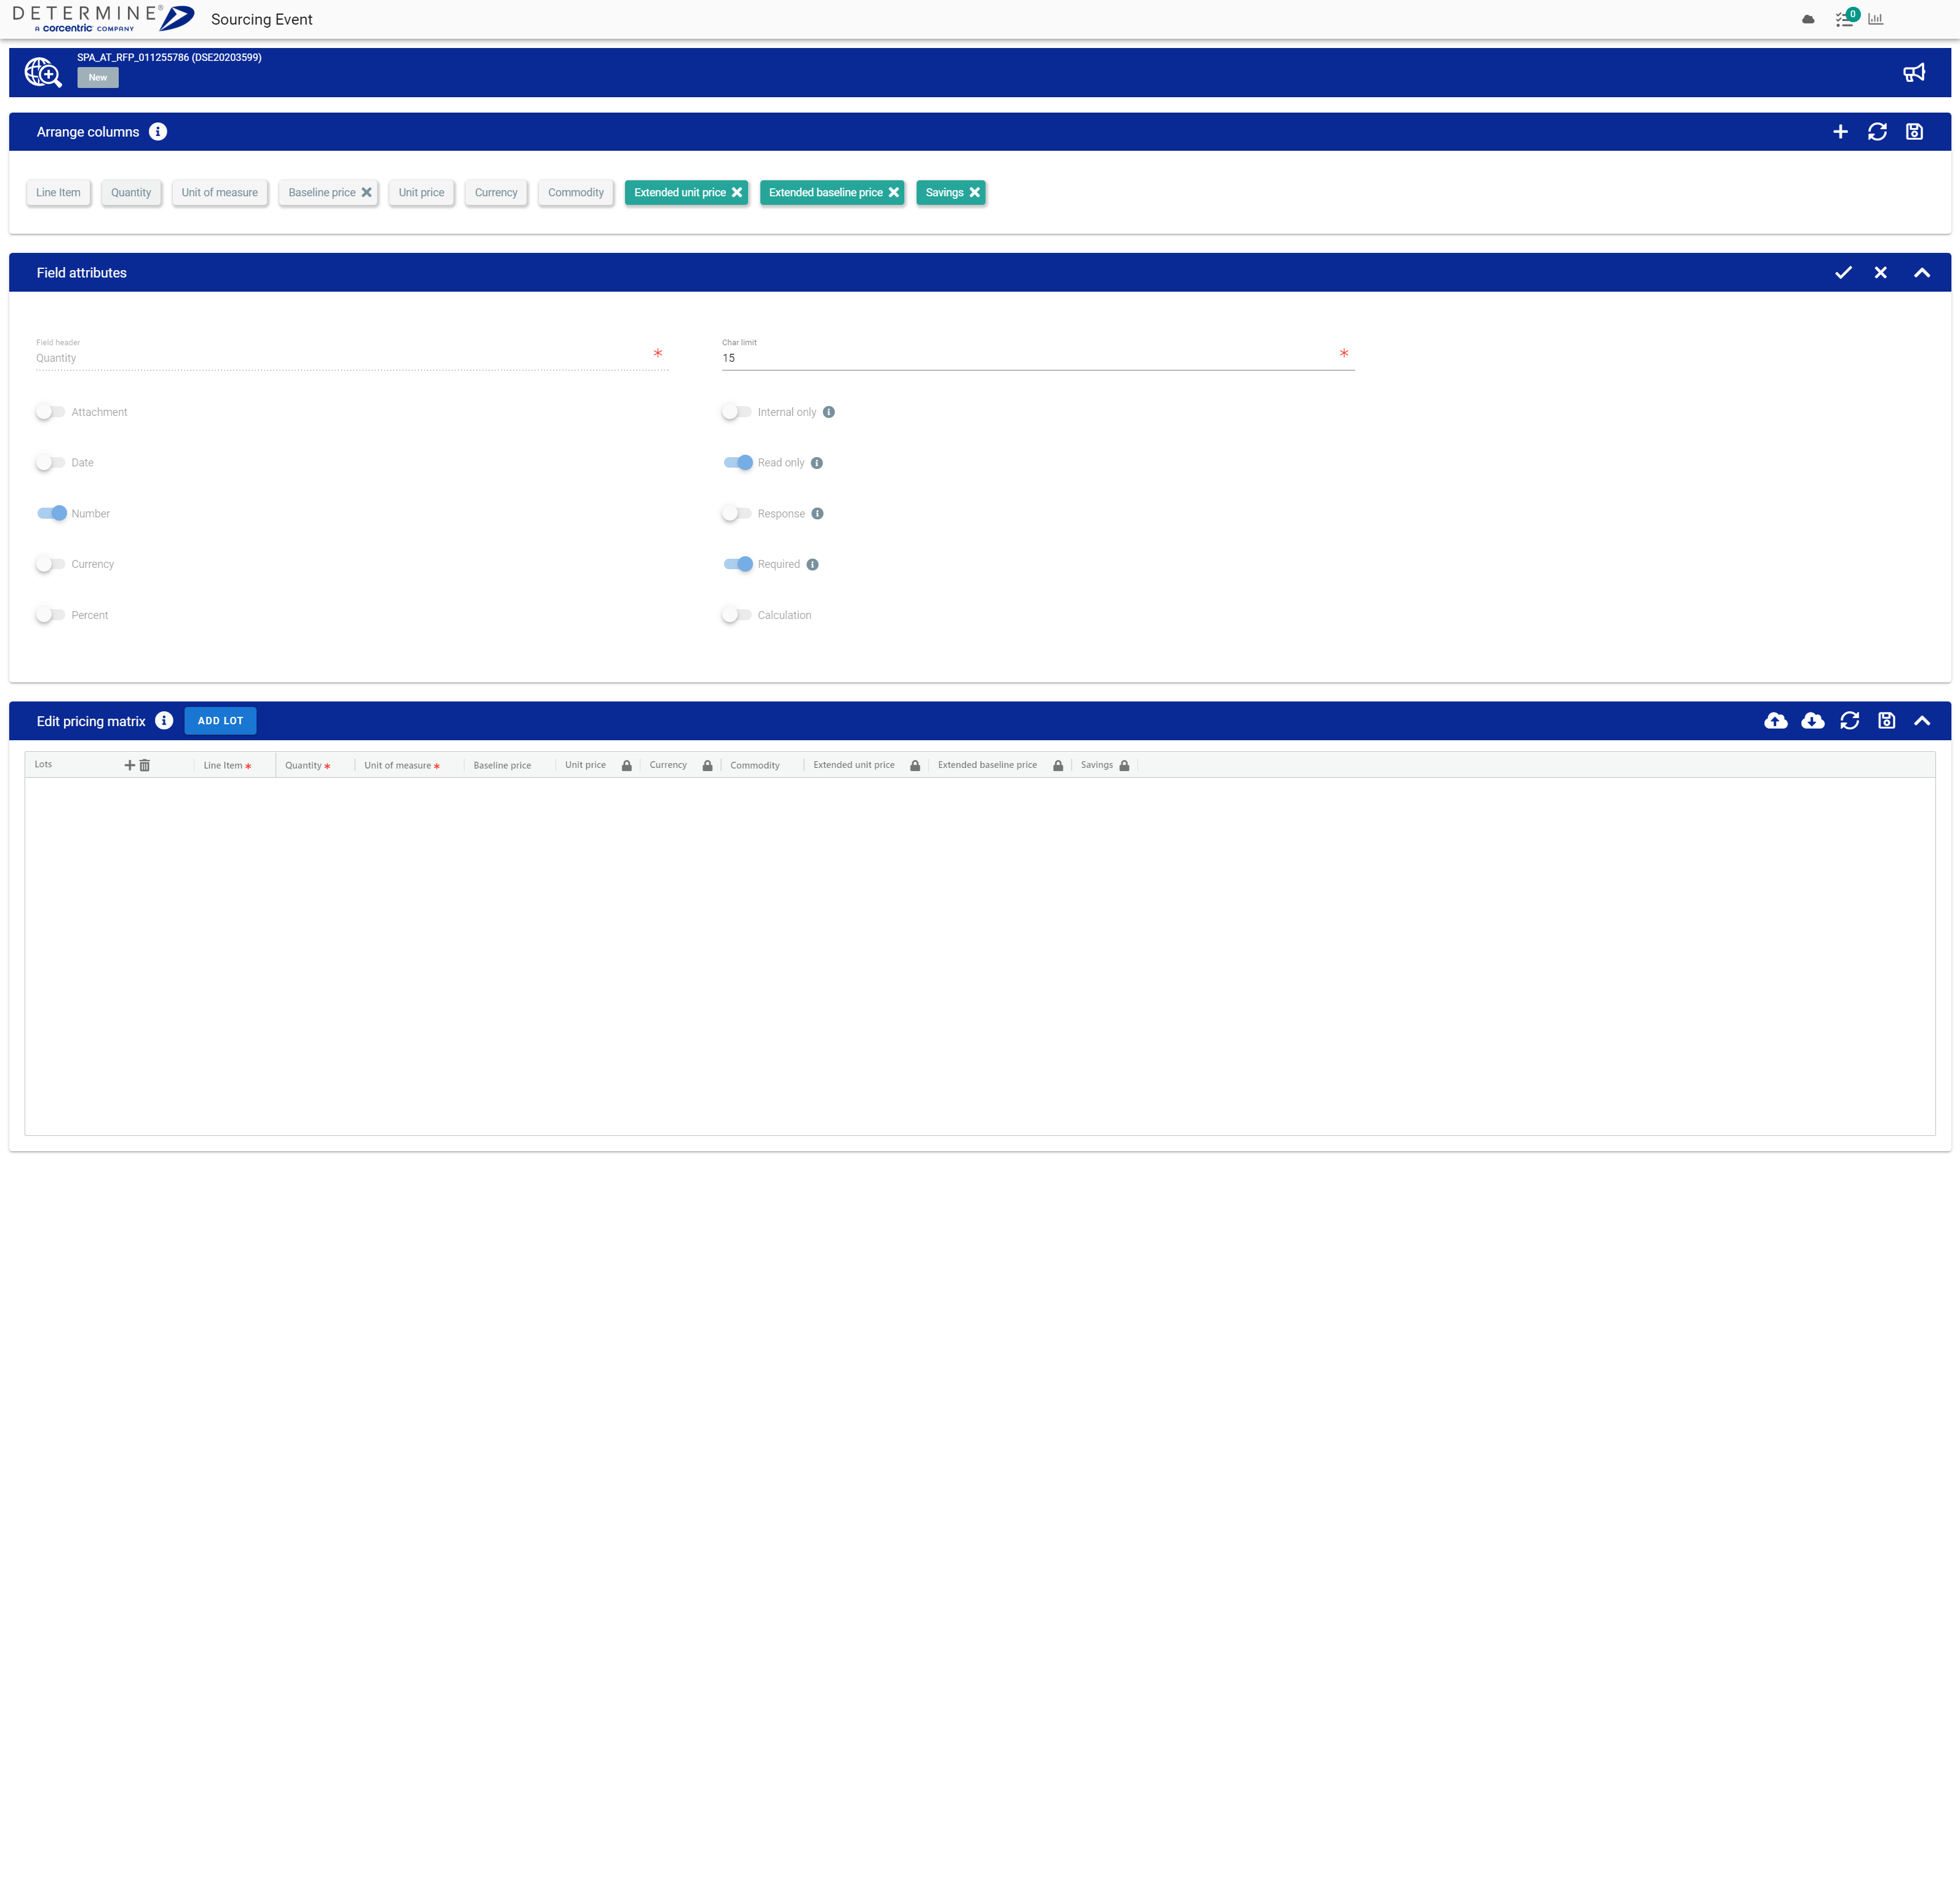 DETERMINE®
A corcentric COMPANY
Sourcing Event
0
SPA_AT_RFP_011255786 (DSE20203599)
New
Arrange columns
Line Item Quantity Unit of measure Baseline price Unit price Currency Commodity Extended unit price Extended baseline price Savings
Field attributes
Field header
Quantity *
Char limit
15 *
Attachment Internal only
Date Read only
Number Response
Currency Required
Percent Calculation
Edit pricing matrix ADD LOT
Lots Line Item * Quantity * Unit of measure * Baseline price Unit price Currency Commodity Extended unit price Extended baseline price Savings